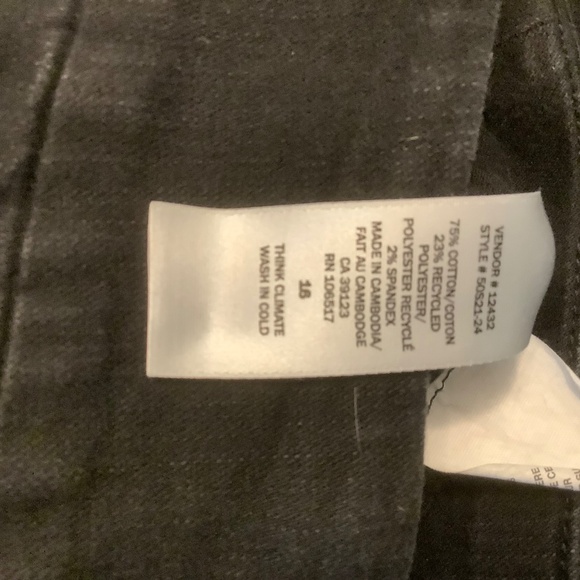 VENDOR # 12432
STYLE # 50521-24
75% COTTON/COTON
23% RECYCLED
POLYESTER/
POLYESTER RECYCLÉ
2% SPANDEX
MADE IN CAMBODIA/
FAIT AU CAMBODGE
CA 39123
RN 106517
16
THINK CLIMATE
WASH IN COLD